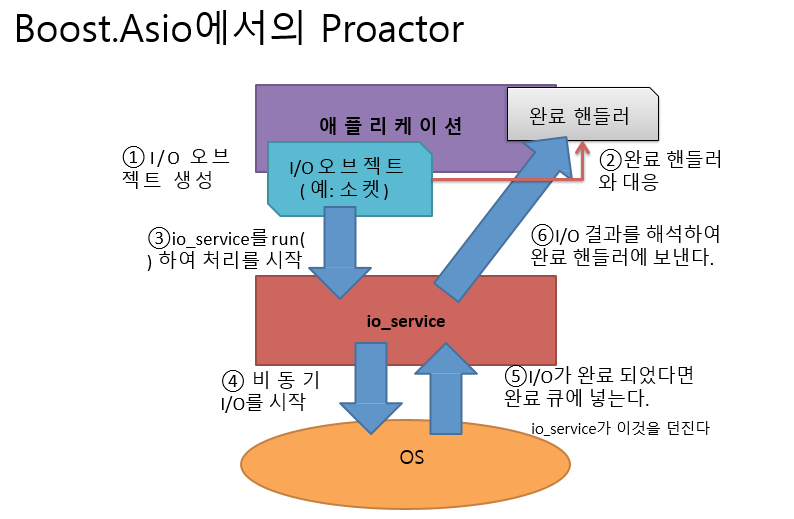 Boost.Asio에서의 Proactor
애플리케이션
완료 핸들러
① I/O 오브
젝트 생성
I/O 오브젝트
( 예: 소켓 )
②완료 핸들러
와 대응
③io_service를 run(
) 하여 처리를 시작
⑥I/O 결과를 해석하여
완료 핸들러에 보낸다.
io_service
④ 비동기
I/O를 시작
⑤I/O가 완료 되었다면
완료 큐에 넣는다.
io_service가 이것을 던진다
OS